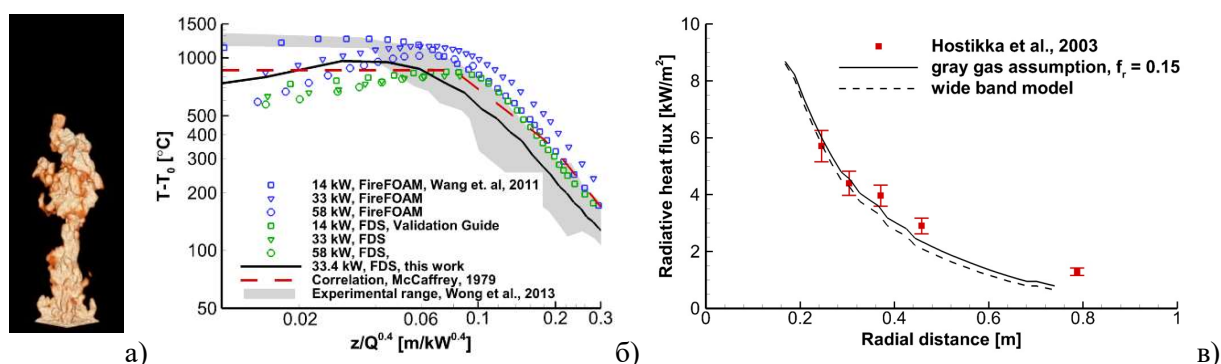 1500
1000
500
400
300
200
100
50
T-T₀ [°C]
14 kW, FireFOAM, Wang et. al, 2011
33 kW, FireFOAM
58 kW, FireFOAM
14 kW, FDS, Validation Guide
33 kW, FDS
58 kW, FDS,
33.4 kW, FDS, this work
Correlation, McCaffrey, 1979
Experimental range, Wong et al., 2013
0.02 0.06 0.1 0.2 0.3
z/Q^0.4 [m/kW^0.4]
10
8
6
4
2
0
Radiative heat flux [kW/m²]
Hostikka et al., 2003
gray gas assumption, fᵣ = 0.15
wide band model
0 0.2 0.4 0.6 0.8 1
Radial distance [m]
а) б) в)